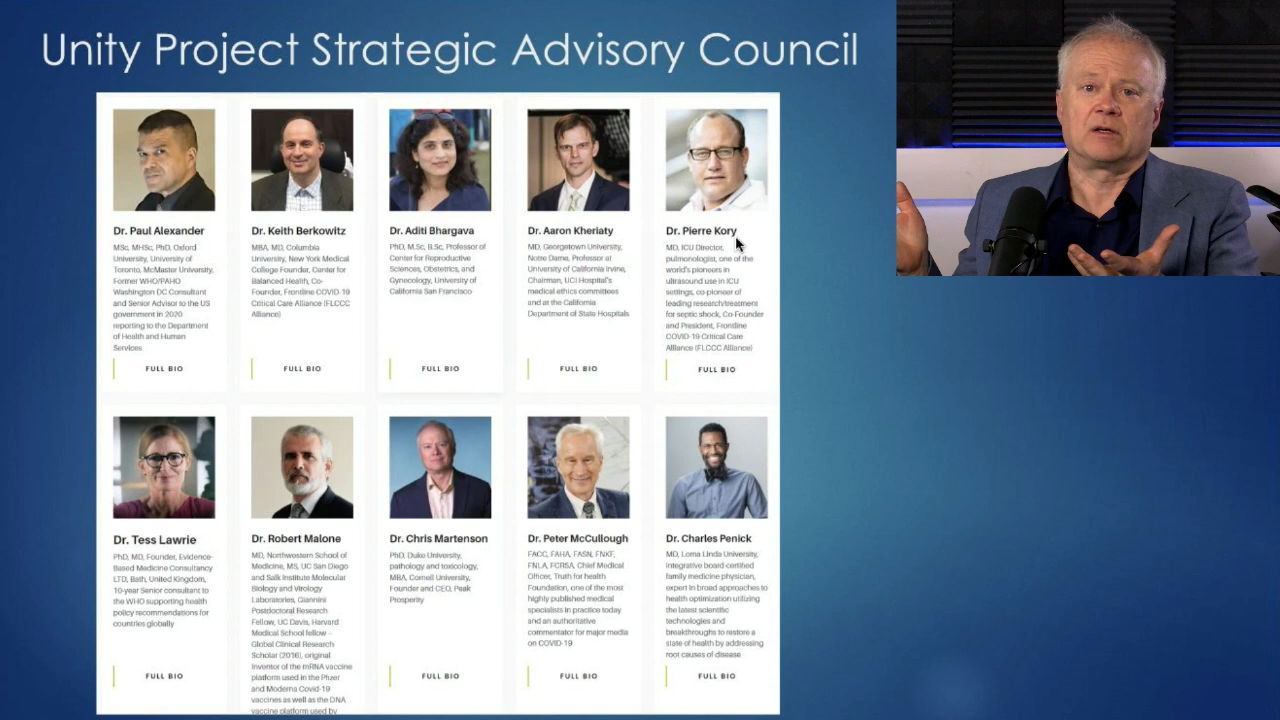 Unity Project Strategic Advisory Council
Dr. Paul Alexander
MSc, MHSc, PhD, Oxford
University, University of
Toronto, McMaster University,
Former WHO/PAHO
Washington DC Consultant
and Senior Advisor to the US
government in 2020
reporting to the Department
of Health and Human
Services
FULL BIO
Dr. Keith Berkowitz
MBA, MD, Columbia
University, New York Medical
College Founder, Center for
Balanced Health, Co-
Founder, Frontline COVID-19
Critical Care Alliance (FLCCC
Alliance)
FULL BIO
Dr. Aditi Bhargava
PhD, M.Sc, B.Sc, Professor of
Center for Reproductive
Sciences, Obstetrics, and
Gynecology, University of
California San Francisco
FULL BIO
Dr. Aaron Kheriaty
MD, Georgetown University,
Notre Dame, Professor at
University of California Irvine,
Chairman, UCI Hospital's
medical ethics committees
and at the California
Department of State Hospitals
FULL BIO
Dr. Pierre Kory
MD, ICU Director,
pulmonologist, one of the
world's pioneers in
ultrasound use in ICU
settings, co-pioneer of
leading research/treatment
for septic shock, Co-Founder
and President, Frontline
COVID-19 Critical Care
Alliance (FLCCC Alliance)
FULL BIO
Dr. Tess Lawrie
PhD, MD, Founder, Evidence-
Based Medicine Consultancy
LTD, Bath, United Kingdom,
10-year Senior consultant to
the WHO supporting health
policy recommendations for
countries globally
FULL BIO
Dr. Robert Malone
MD, Northwestern School of
Medicine, MS, UC San Diego
and Salk Institute Molecular
Biology and Virology
Laboratories, Giannini
Postdoctoral Research
Fellow, UC Davis, Harvard
Medical School fellow –
Global Clinical Research
Scholar (2016), original
Inventor of the mRNA vaccine
platform used in the Pfizer
and Moderna Covid-19
vaccines as well as the DNA
vaccine platform used by
Dr. Chris Martenson
PhD, Duke University,
pathology and toxicology,
MBA, Cornell University,
Founder and CEO, Peak
Prosperity
FULL BIO
Dr. Peter McCullough
FACC, FAHA, FASN, FNKF,
FNLA, FCRSA, Chief Medical
Officer, Truth for health
Foundation, one of the most
highly published medical
specialists in practice today
and an authoritative
commentator for major media
on COVID-19
FULL BIO
Dr. Charles Penick
MD, Loma Linda University,
Integrative board certified
family medicine physician,
expert in broad approaches to
health optimization utilizing
the latest scientific
technologies and
breakthroughs to restore a
state of health by addressing
root causes of disease
FULL BIO